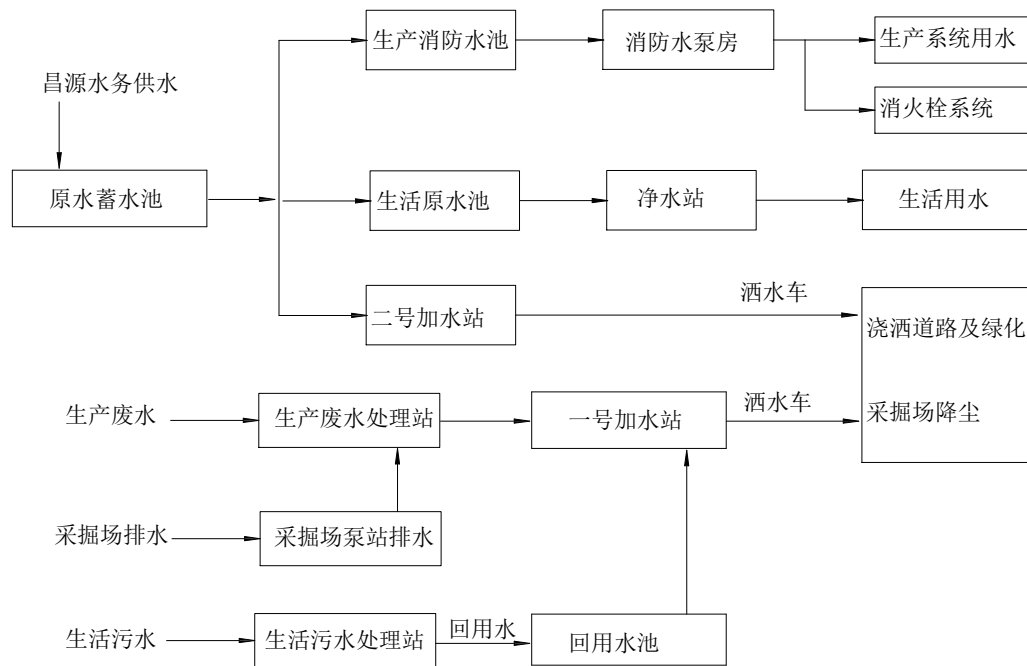 生产消防水池
消防水泵房
生产系统用水
昌源水务供水
消火栓系统
原水蓄水池
生活原水池
净水站
生活用水
二号加水站
洒水车
浇洒道路及绿化
生产废水
生产废水处理站
一号加水站
洒水车
采掘场降尘
采掘场排水
采掘场泵站排水
生活污水
生活污水处理站
回用水
回用水池